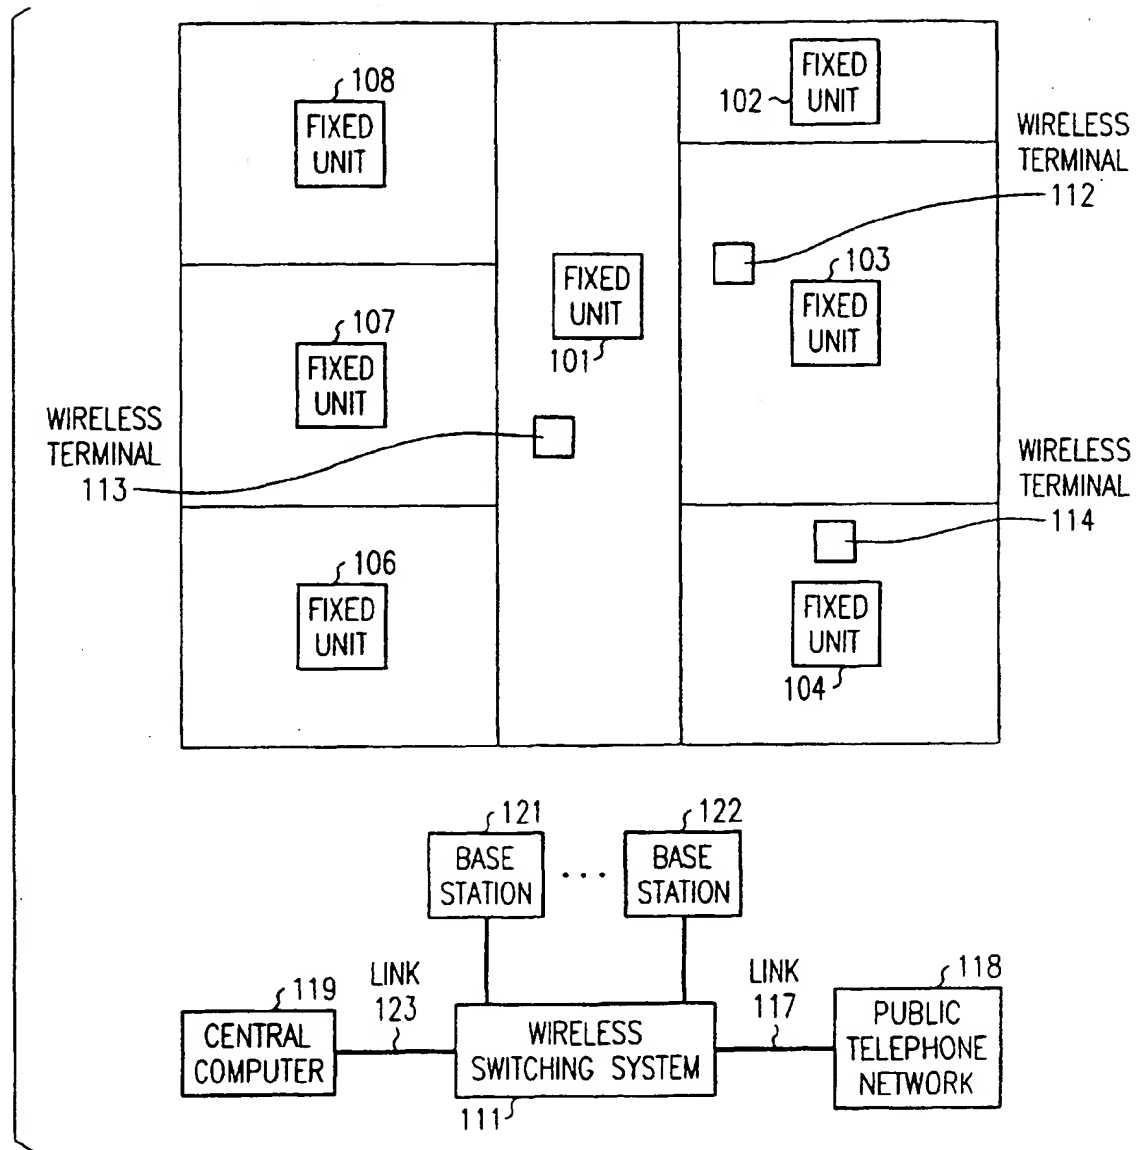 108
FIXED
UNIT
FIXED
UNIT
102
WIRELESS
TERMINAL
112
FIXED
UNIT
101
103
FIXED
UNIT
107
FIXED
UNIT
WIRELESS
TERMINAL
113
WIRELESS
TERMINAL
114
106
FIXED
UNIT
FIXED
UNIT
104
121
BASE
STATION
...
122
BASE
STATION
119
CENTRAL
COMPUTER
LINK
123
WIRELESS
SWITCHING SYSTEM
111
LINK
117
118
PUBLIC
TELEPHONE
NETWORK